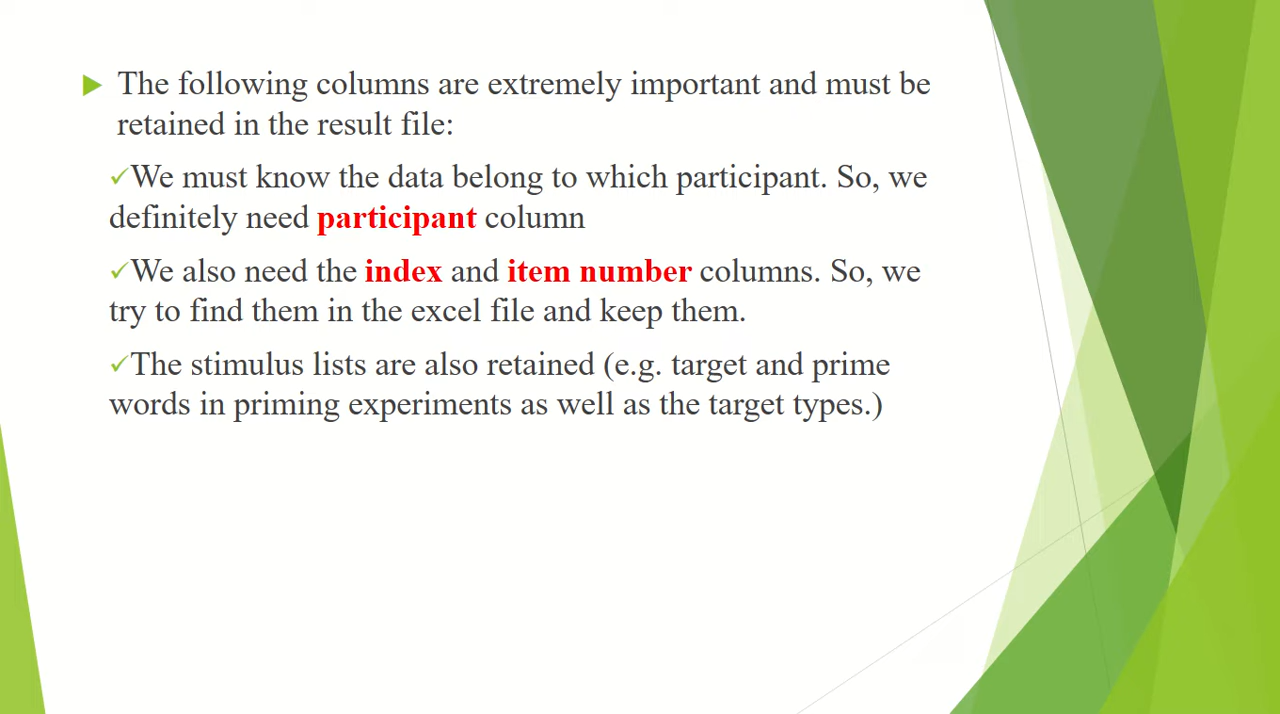 The following columns are extremely important and must be
retained in the result file:
✓We must know the data belong to which participant. So, we
definitely need participant column
✓We also need the index and item number columns. So, we
try to find them in the excel file and keep them.
✓The stimulus lists are also retained (e.g. target and prime
words in priming experiments as well as the target types.)